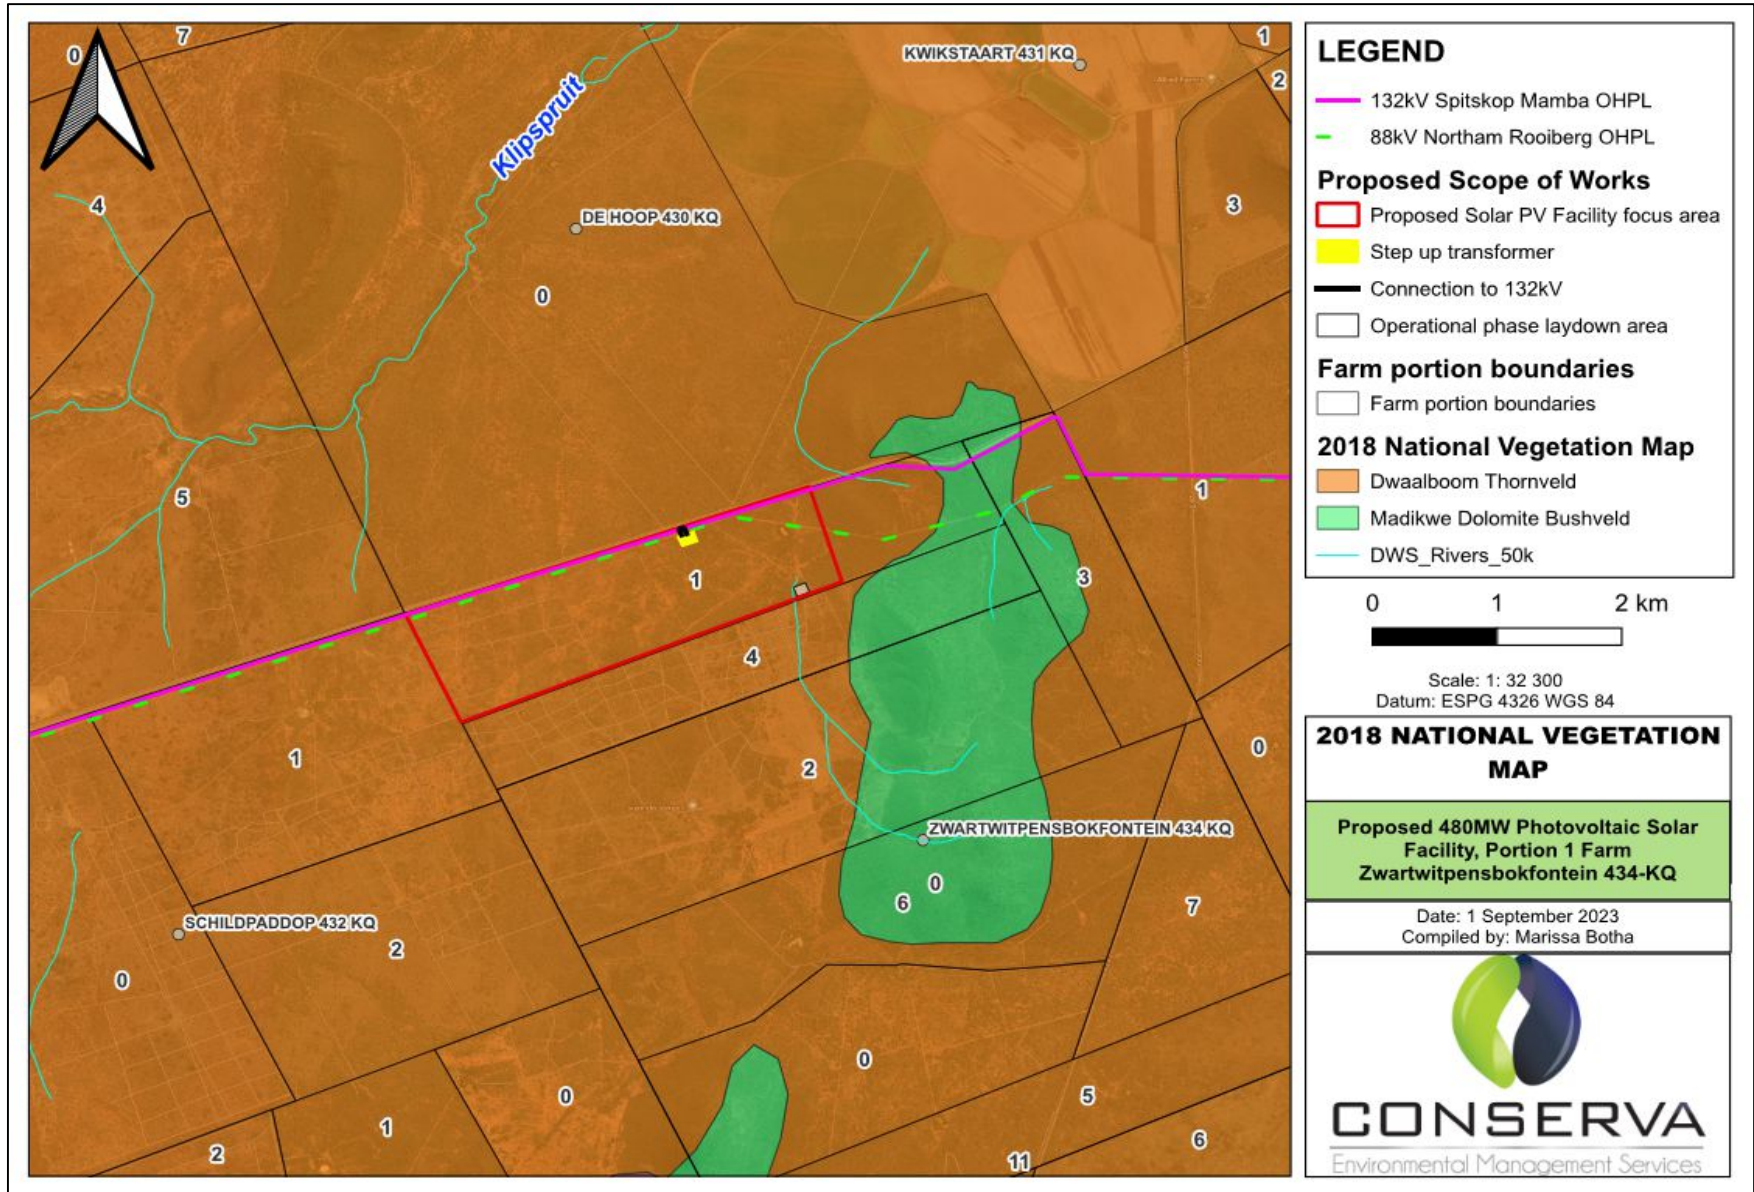 0
7
KWIKSTAART 431 KQ
1
2
Klipspruit
4
DE HOOP 430 KQ
3
0
5
1
1
3
4
1
2
0
ZWARTWITPENSBOKFONTEIN 434 KQ
0
6
7
SCHILDPADDOP 432 KQ
2
0
0
0
5
1
2
11
6
LEGEND
132kV Spitskop Mamba OHPL
88kV Northam Rooiberg OHPL
Proposed Scope of Works
Proposed Solar PV Facility focus area
Step up transformer
Connection to 132kV
Operational phase laydown area
Farm portion boundaries
Farm portion boundaries
2018 National Vegetation Map
Dwaalboom Thornveld
Madikwe Dolomite Bushveld
DWS_Rivers_50k
0 1 2 km
Scale: 1: 32 300
Datum: ESPG 4326 WGS 84
2018 NATIONAL VEGETATION
MAP
Proposed 480MW Photovoltaic Solar
Facility, Portion 1 Farm
Zwartwitpensbokfontein 434-KQ
Date: 1 September 2023
Compiled by: Marissa Botha
CONSERVA
Environmental Management Services